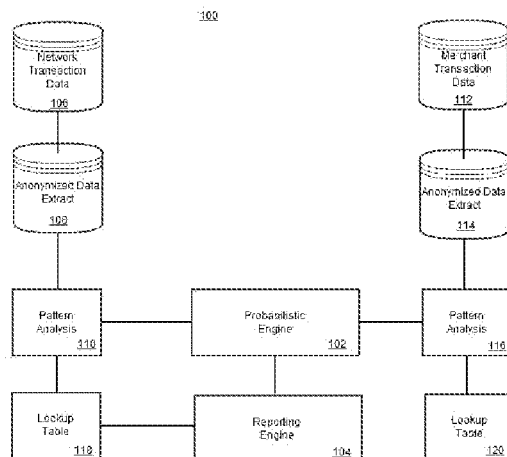 100
Network
Transaction
Data
106
Merchant
Transaction
Data
112
Anonymized Data
Extract
108
Anonymized Data
Extract
114
Pattern
Analysis
110
Probabilistic
Engine
102
Pattern
Analysis
116
Lookup
Table
118
Reporting
Engine
104
Lookup
Table
120